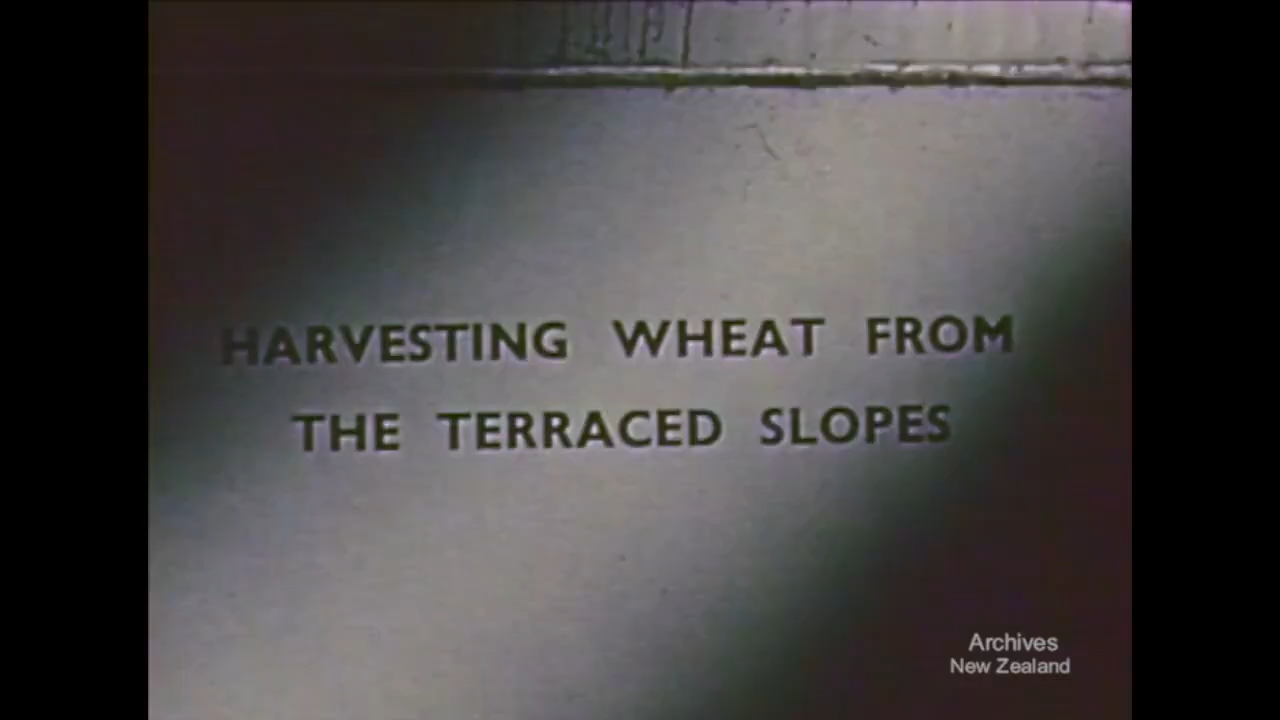 HARVESTING WHEAT FROM
THE TERRACED SLOPES
Archives
New Zealand